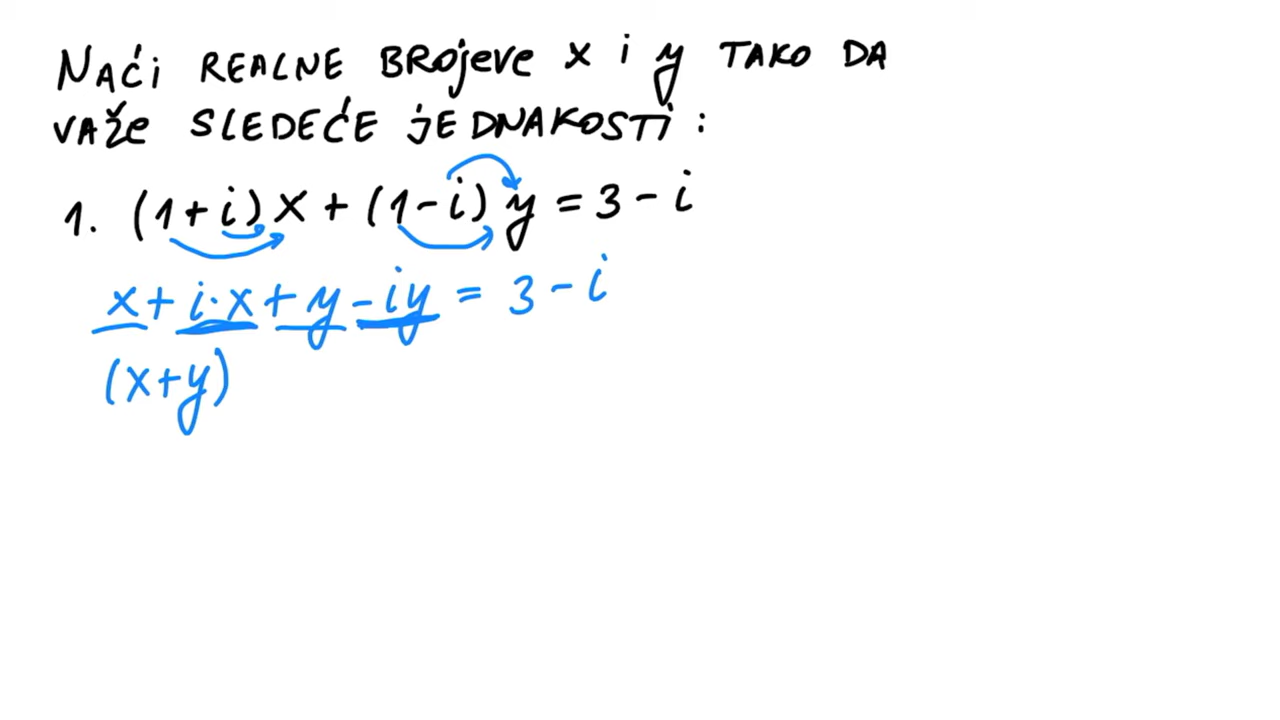 NAĆI REALNE BROJEVE x i y TAKO DA
VAŽE SLEDEĆE JEDNAKOSTI:
1. (1+i)x + (1-i)y = 3 - i
x + i·x + y - iy = 3 - i
(x+y)